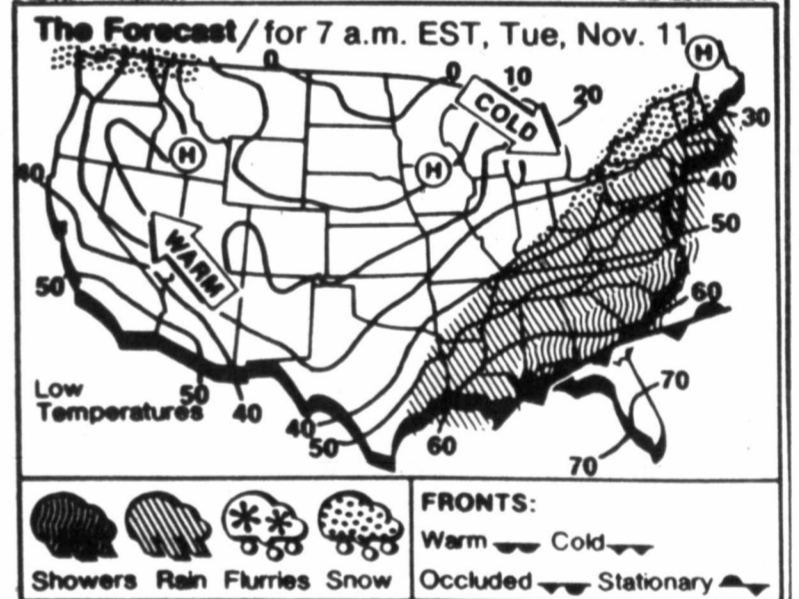 The Forecast / for 7 a.m. EST, Tue, Nov. 11
H
0
0
10
COLD
20
30
H
H
40
40
WARM
50
50
60
Low
Temperatures
50
40
40
50
60
70
70
Showers Rain Flurries Snow
FRONTS:
Warm Cold
Occluded Stationary